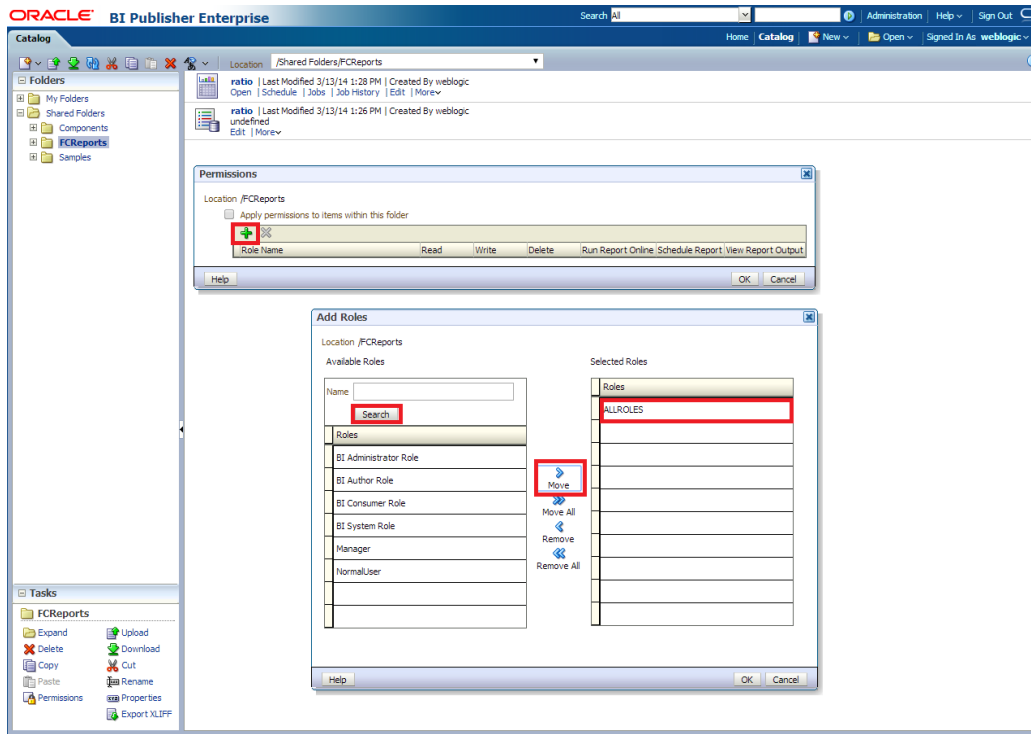 ORACLE BI Publisher Enterprise
Search All Administration Help Sign Out
Catalog
Home Catalog New Open Signed In As weblogic
Location /Shared Folders/FCReports
Folders
My Folders
Shared Folders
Components
FCReports
Samples
ratio | Last Modified 3/13/14 1:28 PM | Created By weblogic
Open | Schedule | Jobs | Job History | Edit | More
ratio | Last Modified 3/13/14 1:26 PM | Created By weblogic
undefined
Edit | More
Permissions
Location /FCReports
Apply permissions to items within this folder
Role Name Read Write Delete Run Report Online Schedule Report View Report Output
Help OK Cancel
Add Roles
Location /FCReports
Available Roles
Name
Search
Roles
BI Administrator Role
BI Author Role
BI Consumer Role
BI System Role
Manager
NormalUser
Move
Move All
Remove
Remove All
Selected Roles
Roles
ALLROLES
Help OK Cancel
Tasks
FCReports
Expand Upload
Delete Download
Copy Cut
Paste Rename
Permissions Properties
Export XLIFF